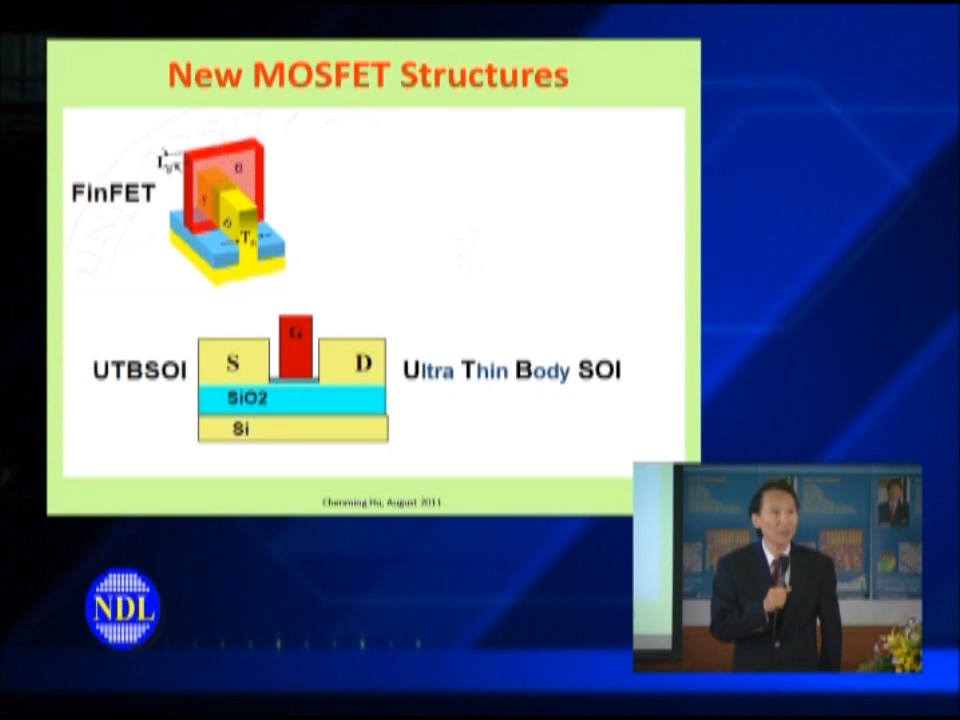 New MOSFET Structures
FinFET
G
D
UTBSOI
S
G
D
Ultra Thin Body SOI
SiO2
Si
Chenming Hu, August 2011
NDL